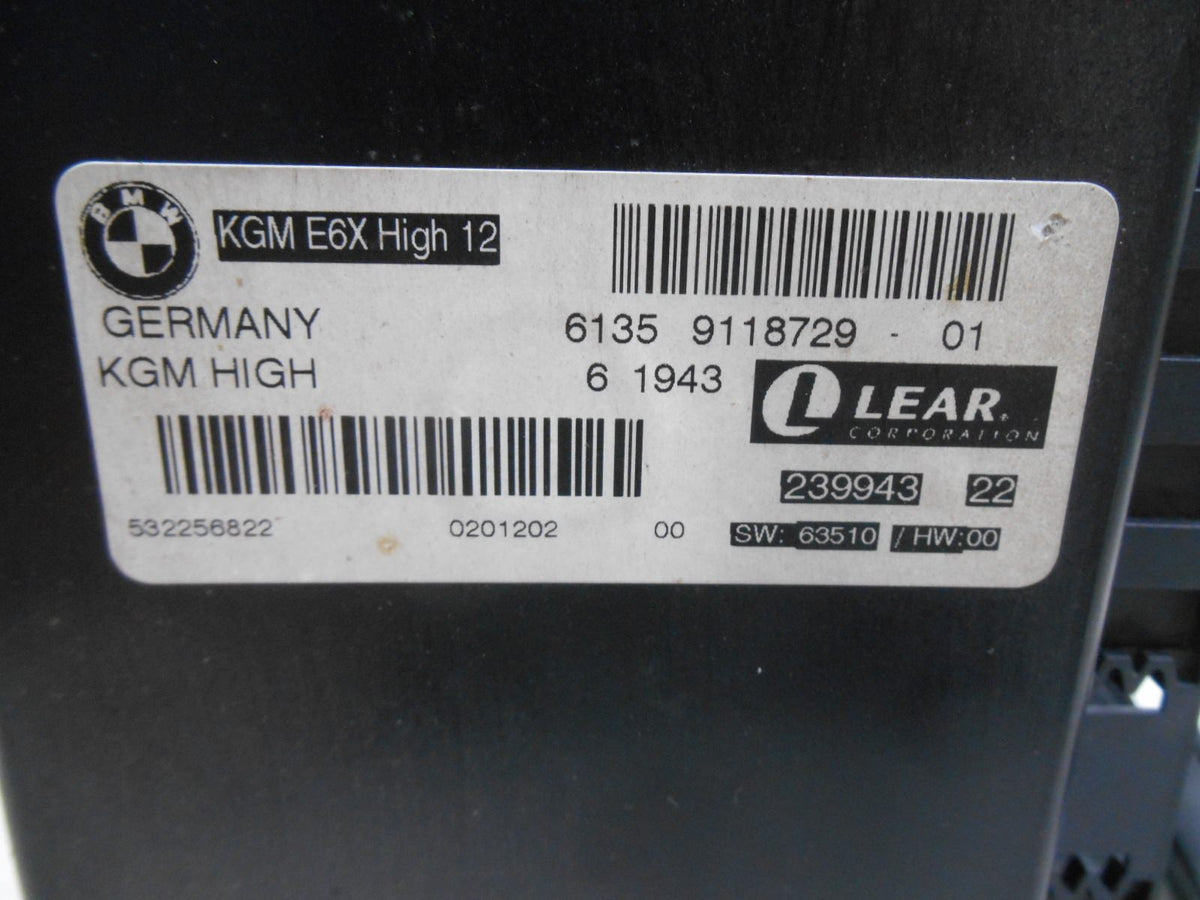 BMW
KGM E6X High 12
GERMANY
6135 9118729 - 01
KGM HIGH
6 1943
L LEAR.
CORPORATION
239943 22
532256822 0201202 00
SW: 63510 / HW:00